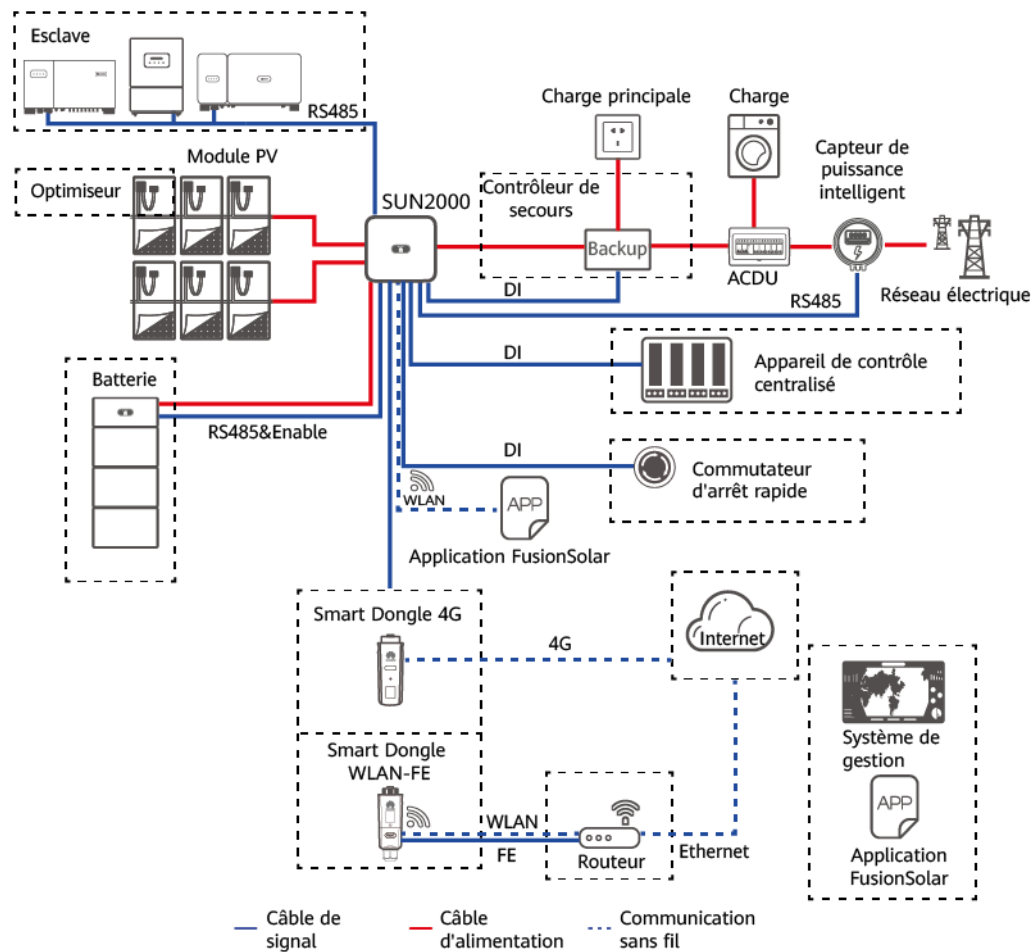 Esclave
RS485
Charge principale
Charge
Module PV
Capteur de
puissance
intelligent
Optimiseur
SUN2000
Contrôleur de
secours
Backup
ACDU
DI
RS485
Réseau électrique
DI
Appareil de contrôle
centralisé
Batterie
RS485&Enable
DI
Commutateur
d'arrêt rapide
WLAN
APP
Application FusionSolar
Smart Dongle 4G
4G
Internet
Smart Dongle
WLAN-FE
Système de
gestion
APP
WLAN
FE
Routeur
Ethernet
Application
FusionSolar
Câble de
signal
Câble
d'alimentation
Communication
sans fil